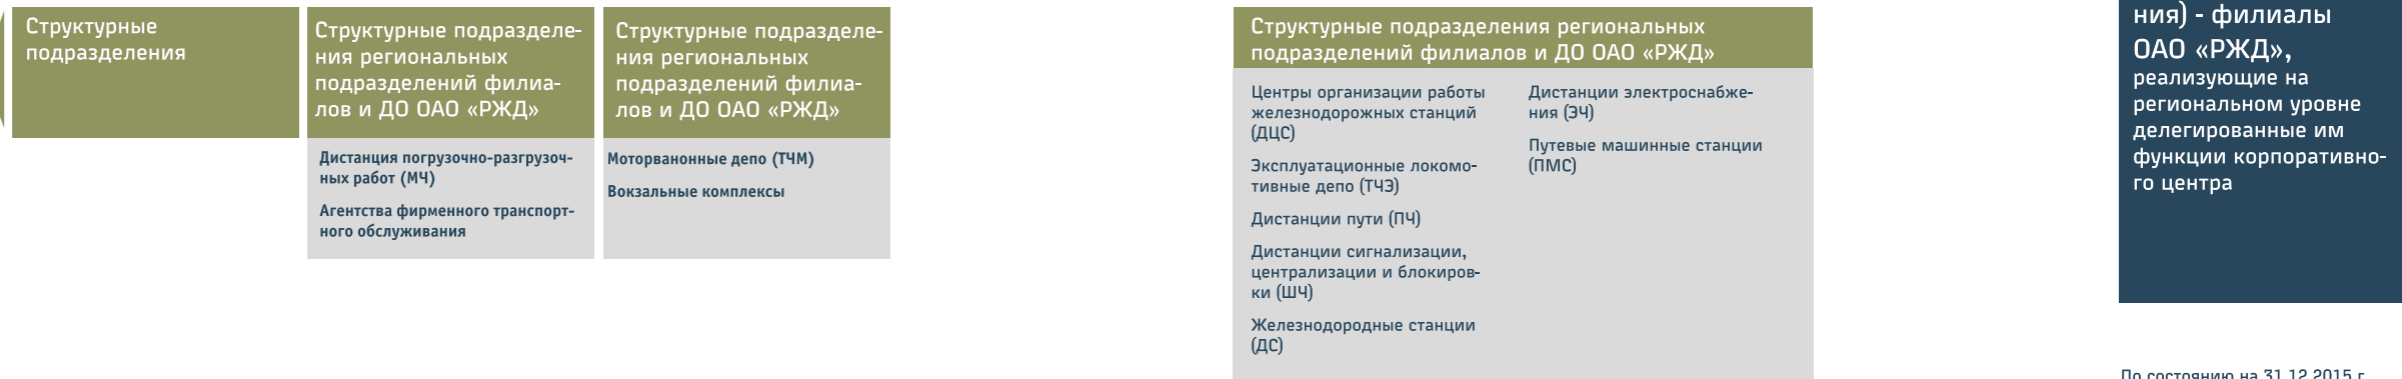 Структурные
подразделения
Структурные подразделе-
ния региональных
подразделений филиа-
лов и ДО ОАО «РЖД»
Дистанция погрузочно-разгрузоч-
ных работ (МЧ)
Агентства фирменного транспорт-
ного обслуживания
Структурные подразделе-
ния региональных
подразделений филиа-
лов и ДО ОАО «РЖД»
Моторванонные депо (ТЧМ)
Вокзальные комплексы
Структурные подразделения региональных
подразделений филиалов и ДО ОАО «РЖД»
Центры организации работы
железнодорожных станций
(ДЦС)
Эксплуатационные локомо-
тивные депо (ТЧЭ)
Дистанции пути (ПЧ)
Дистанции сигнализации,
централизации и блокиров-
ки (ШЧ)
Железнодородные станции
(ДС)
Дистанции электроснабже-
ния (ЭЧ)
Путевые машинные станции
(ПМС)
ния) - филиалы
ОАО «РЖД»,
реализующие на
региональном уровне
делегированные им
функции корпоративно-
го центра
По состоянию на 31.12.2015 г.